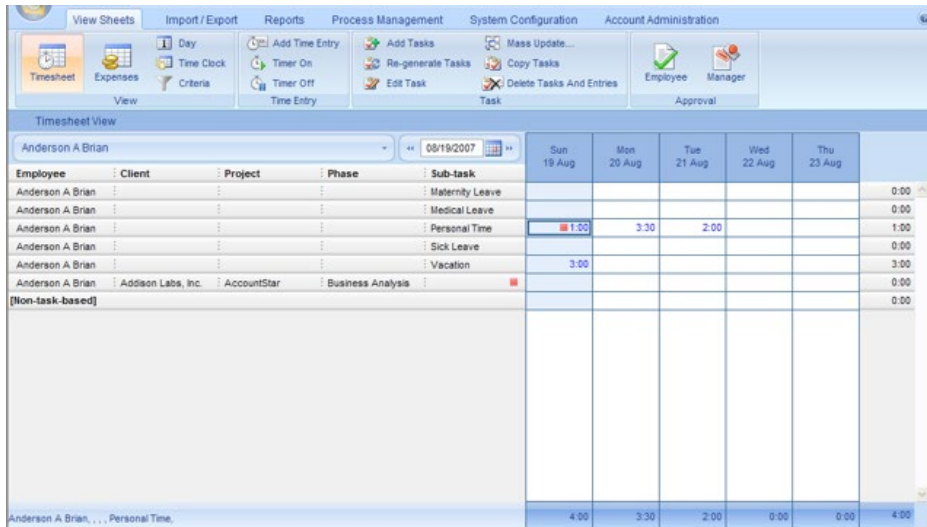 View Sheets Import / Export Reports Process Management System Configuration Account Administration
Timesheet Expenses Day Time Clock Criteria
View
Add Time Entry Timer On Timer Off
Time Entry
Add Tasks Re-generate Tasks Edit Task Mass Update... Copy Tasks Delete Tasks And Entries
Task
Employee Manager
Approval
Timesheet View
Anderson A Brian 08/19/2007
Sun 19 Aug Mon 20 Aug Tue 21 Aug Wed 22 Aug Thu 23 Aug
Employee Client Project Phase Sub-task
Anderson A Brian Maternity Leave 0:00
Anderson A Brian Medical Leave 0:00
Anderson A Brian Personal Time 1:00 3:30 2:00 1:00
Anderson A Brian Sick Leave 0:00
Anderson A Brian Vacation 3:00 3:00
Anderson A Brian Addison Labs, Inc. AccountStar Business Analysis 0:00
[Non-task-based] 0:00
Anderson A Brian, , , , Personal Time, 4:00 3:30 2:00 0:00 0:00 4:00